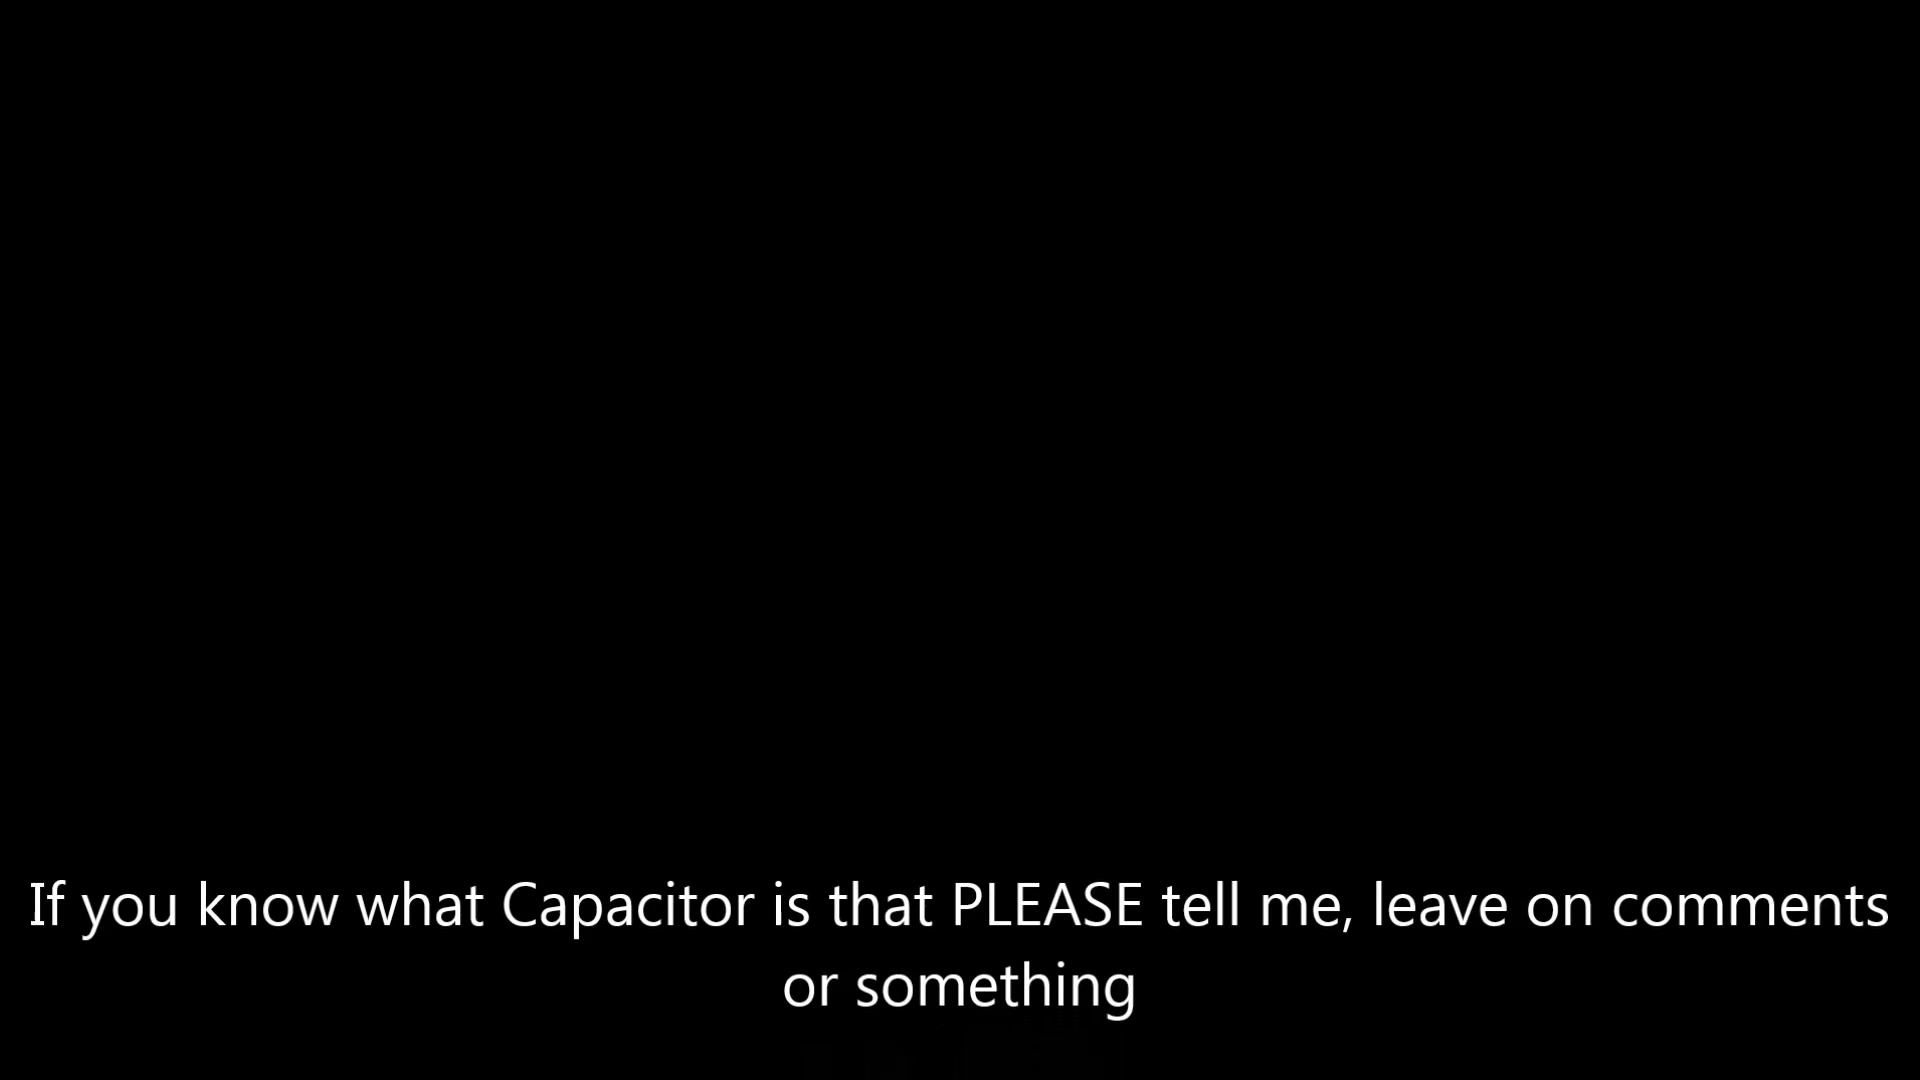 If you know what Capacitor is that PLEASE tell me, leave on comments
or something